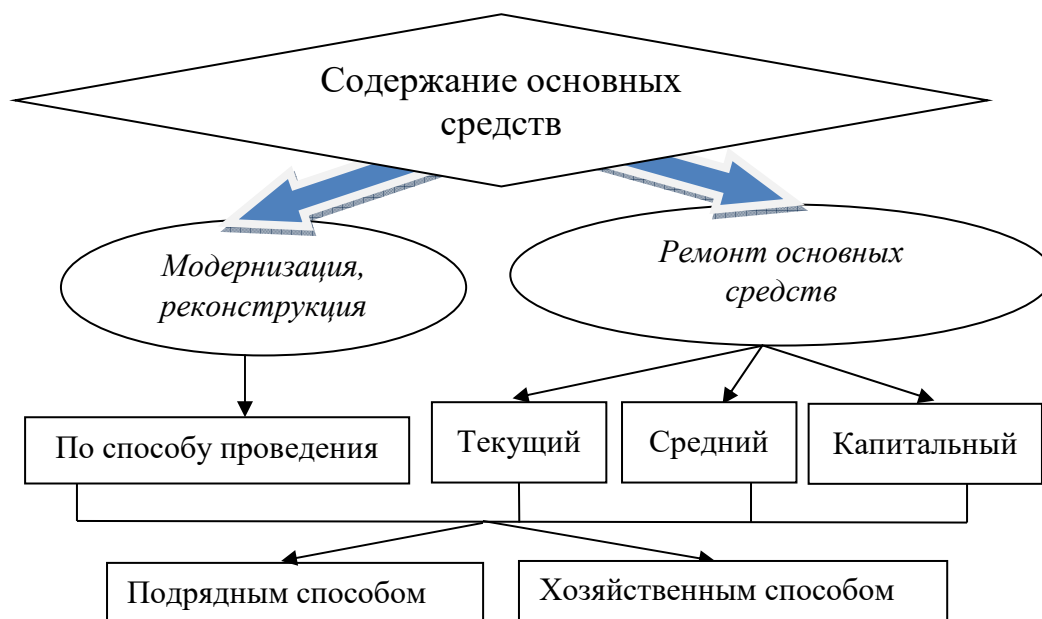 Содержание основных
средств
Модернизация,
реконструкция
Ремонт основных
средств
По способу проведения
Текущий
Средний
Капитальный
Подрядным способом
Хозяйственным способом